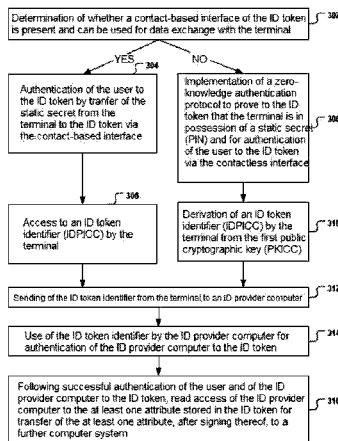 Determination of whether a contact-based interface of the ID token
is present and can be used for data exchange with the terminal
302
YES
NO
304
Authentication of the user to
the ID token by tranfer of the
static secret from the
terminal to the ID token via
the contact-based interface
Implementation of a zero-
knowledge authentication
protocol to prove to the ID
token that the terminal is in
possession of a static secret
(PIN) and for authentication
of the user to the ID token
via the contactless interface
308
306
Access to an ID token
identifier (iDPICC) by the
terminal
Derivation of an ID token
identifier (iDPICC) by the
terminal from the first public
cryptographic key (PKICC)
310
Sending of the ID token identifier from the terminal to an iD provider computer
312
Use of the ID token identifier by the ID provider computer for
authentication of the ID provider computer to the ID token
314
Following successful authentication of the user and of the ID
provider computer to the ID token, read access of the ID provider
computer to the at least one attribute stored in the ID token for
transfer of the at least one attribute, after signing thereof, to a
further computer system
316